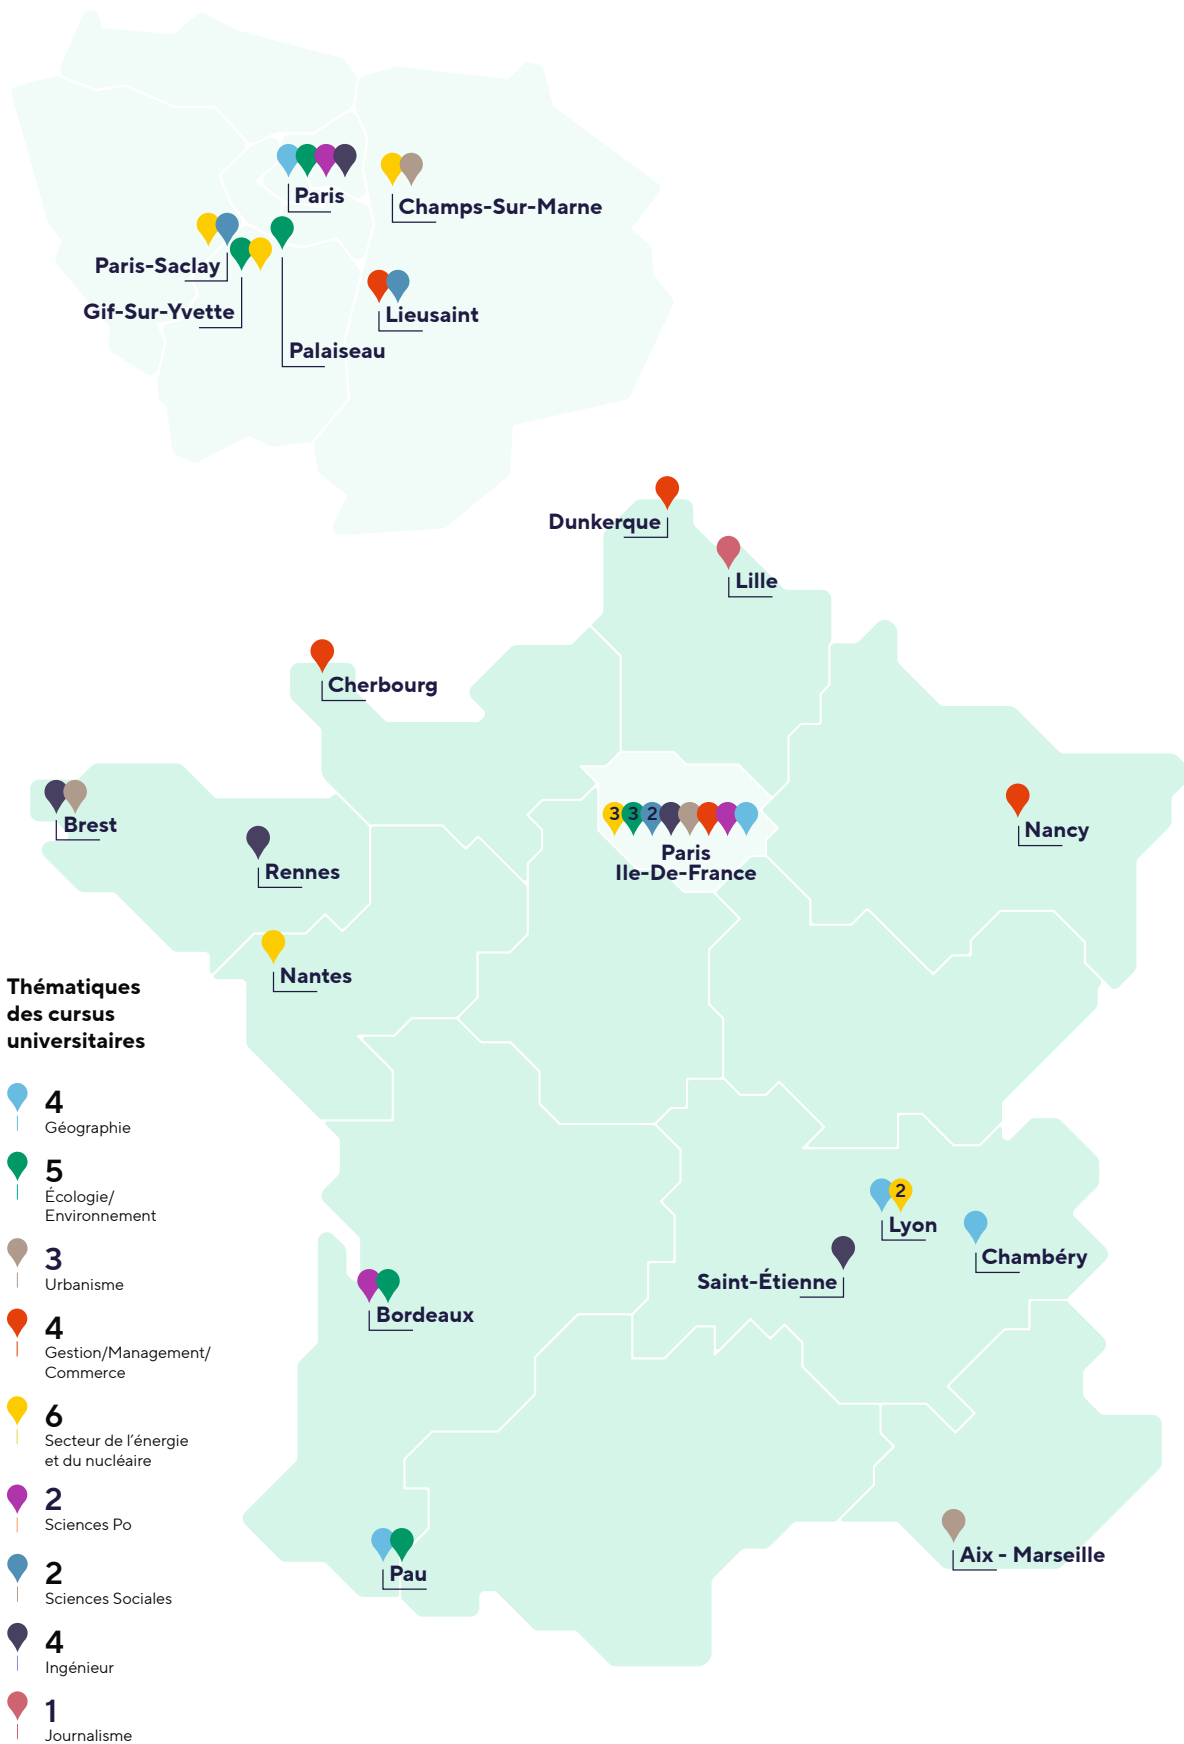 Paris
Champs-Sur-Marne
Paris-Saclay
Gif-Sur-Yvette
Lieusaint
Palaiseau
Dunkerque
Lille
Cherbourg
Brest
Rennes
3 3 2
Paris
Ile-De-France
Nancy
Nantes
Thématiques
des cursus
universitaires
4
Géographie
5
Écologie/
Environnement
3
Urbanisme
4
Gestion/Management/
Commerce
6
Secteur de l'énergie
et du nucléaire
2
Sciences Po
2
Sciences Sociales
4
Ingénieur
1
Journalisme
2
Lyon
Chambéry
Saint-Étienne
Bordeaux
Pau
Aix - Marseille